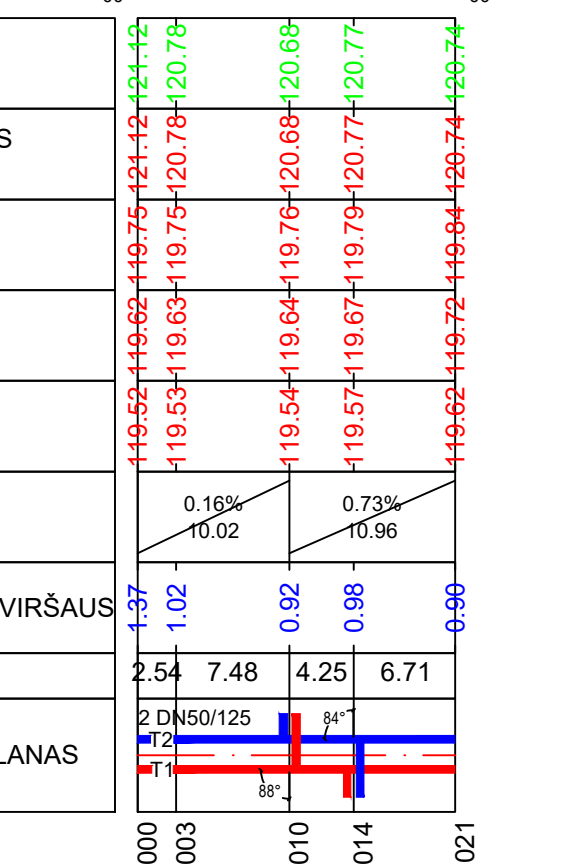 121.12 120.78 120.68 120.77 120.74
S
121.12 120.78 120.68 120.77 120.74
119.75 119.75 119.76 119.79 119.84
119.62 119.63 119.64 119.67 119.72
119.52 119.53 119.54 119.57 119.62
0.16% 0.73%
10.02 10.96
VIRŠAUS 1.37 1.02 0.92 0.98 0.90
2.54 7.48 4.25 6.71
2 DN50/125 84°
T2
LANAS
T1
88°
000 003 010 014 021